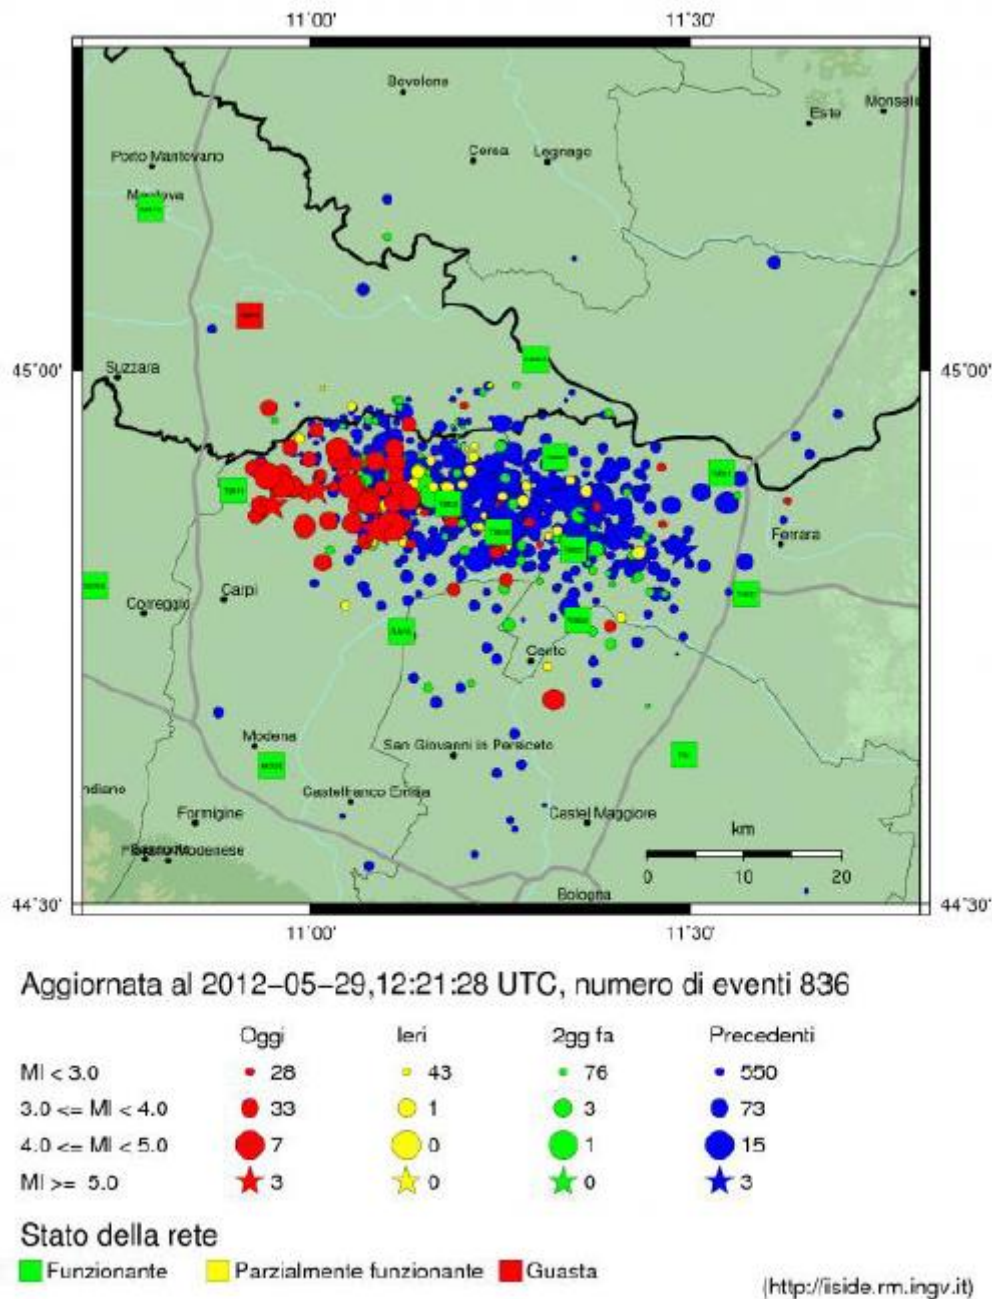 11°00' 11°30'
Bovolone
Este
Monseli
Cerea Legnago
Porto Mantovano
Mantova
45°00' 45°00'
Suzzara
Ferrara
Carpi
Correggio
Cento
Modena
San Giovanni in Persiceto
ndiano
Castelfranco Emilia
Formigine
Castel Maggiore
km
Modenese
0 10 20
Bologna
44°30' 44°30'
11°00' 11°30'
Aggiornata al 2012-05-29,12:21:28 UTC, numero di eventi 836
Oggi Ieri 2gg fa Precedenti
Ml < 3.0 28 43 76 550
3.0 <= Ml < 4.0 33 1 3 73
4.0 <= Ml < 5.0 7 0 1 15
Ml >= 5.0 3 0 0 3
Stato della rete
Funzionante Parzialmente funzionante Guasta
(http://iside.rm.ingv.it)